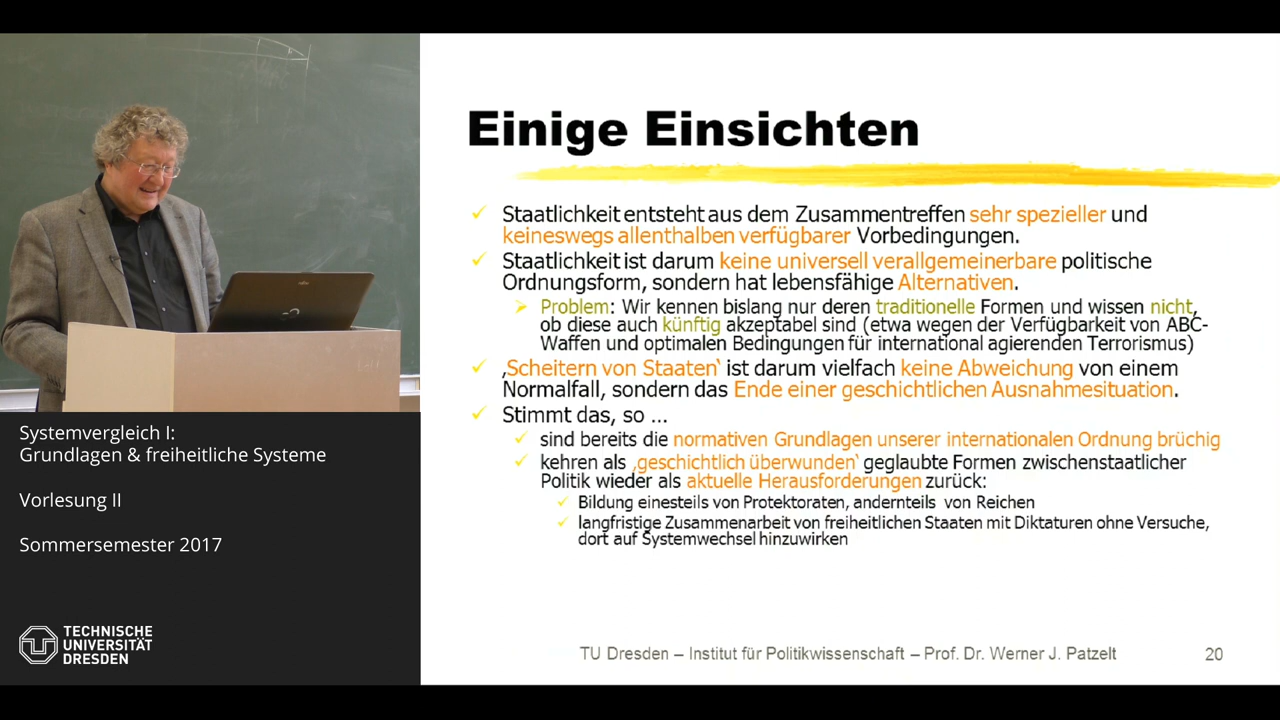 Einige Einsichten
Staatlichkeit entsteht aus dem Zusammentreffen sehr spezieller und
keineswegs allenthalben verfügbarer Vorbedingungen.
Staatlichkeit ist darum keine universell verallgemeinerbare politische
Ordnungsform, sondern hat lebensfähige Alternativen.
Problem: Wir kennen bislang nur deren traditionelle Formen und wissen nicht,
ob diese auch künftig akzeptabel sind (etwa wegen der Verfügbarkeit von ABC-
Waffen und optimalen Bedingungen für international agierenden Terrorismus)
‚Scheitern von Staaten‘ ist darum vielfach keine Abweichung von einem
Normalfall, sondern das Ende einer geschichtlichen Ausnahmesituation.
Stimmt das, so …
sind bereits die normativen Grundlagen unserer internationalen Ordnung brüchig
kehren als ‚geschichtlich überwunden‘ geglaubte Formen zwischenstaatlicher
Politik wieder als aktuelle Herausforderungen zurück:
Bildung einesteils von Protektoraten, andernteils von Reichen
langfristige Zusammenarbeit von freiheitlichen Staaten mit Diktaturen ohne Versuche,
dort auf Systemwechsel hinzuwirken
TU Dresden – Institut für Politikwissenschaft – Prof. Dr. Werner J. Patzelt
20
Systemvergleich I:
Grundlagen & freiheitliche Systeme
Vorlesung II
Sommersemester 2017
TECHNISCHE
UNIVERSITÄT
DRESDEN